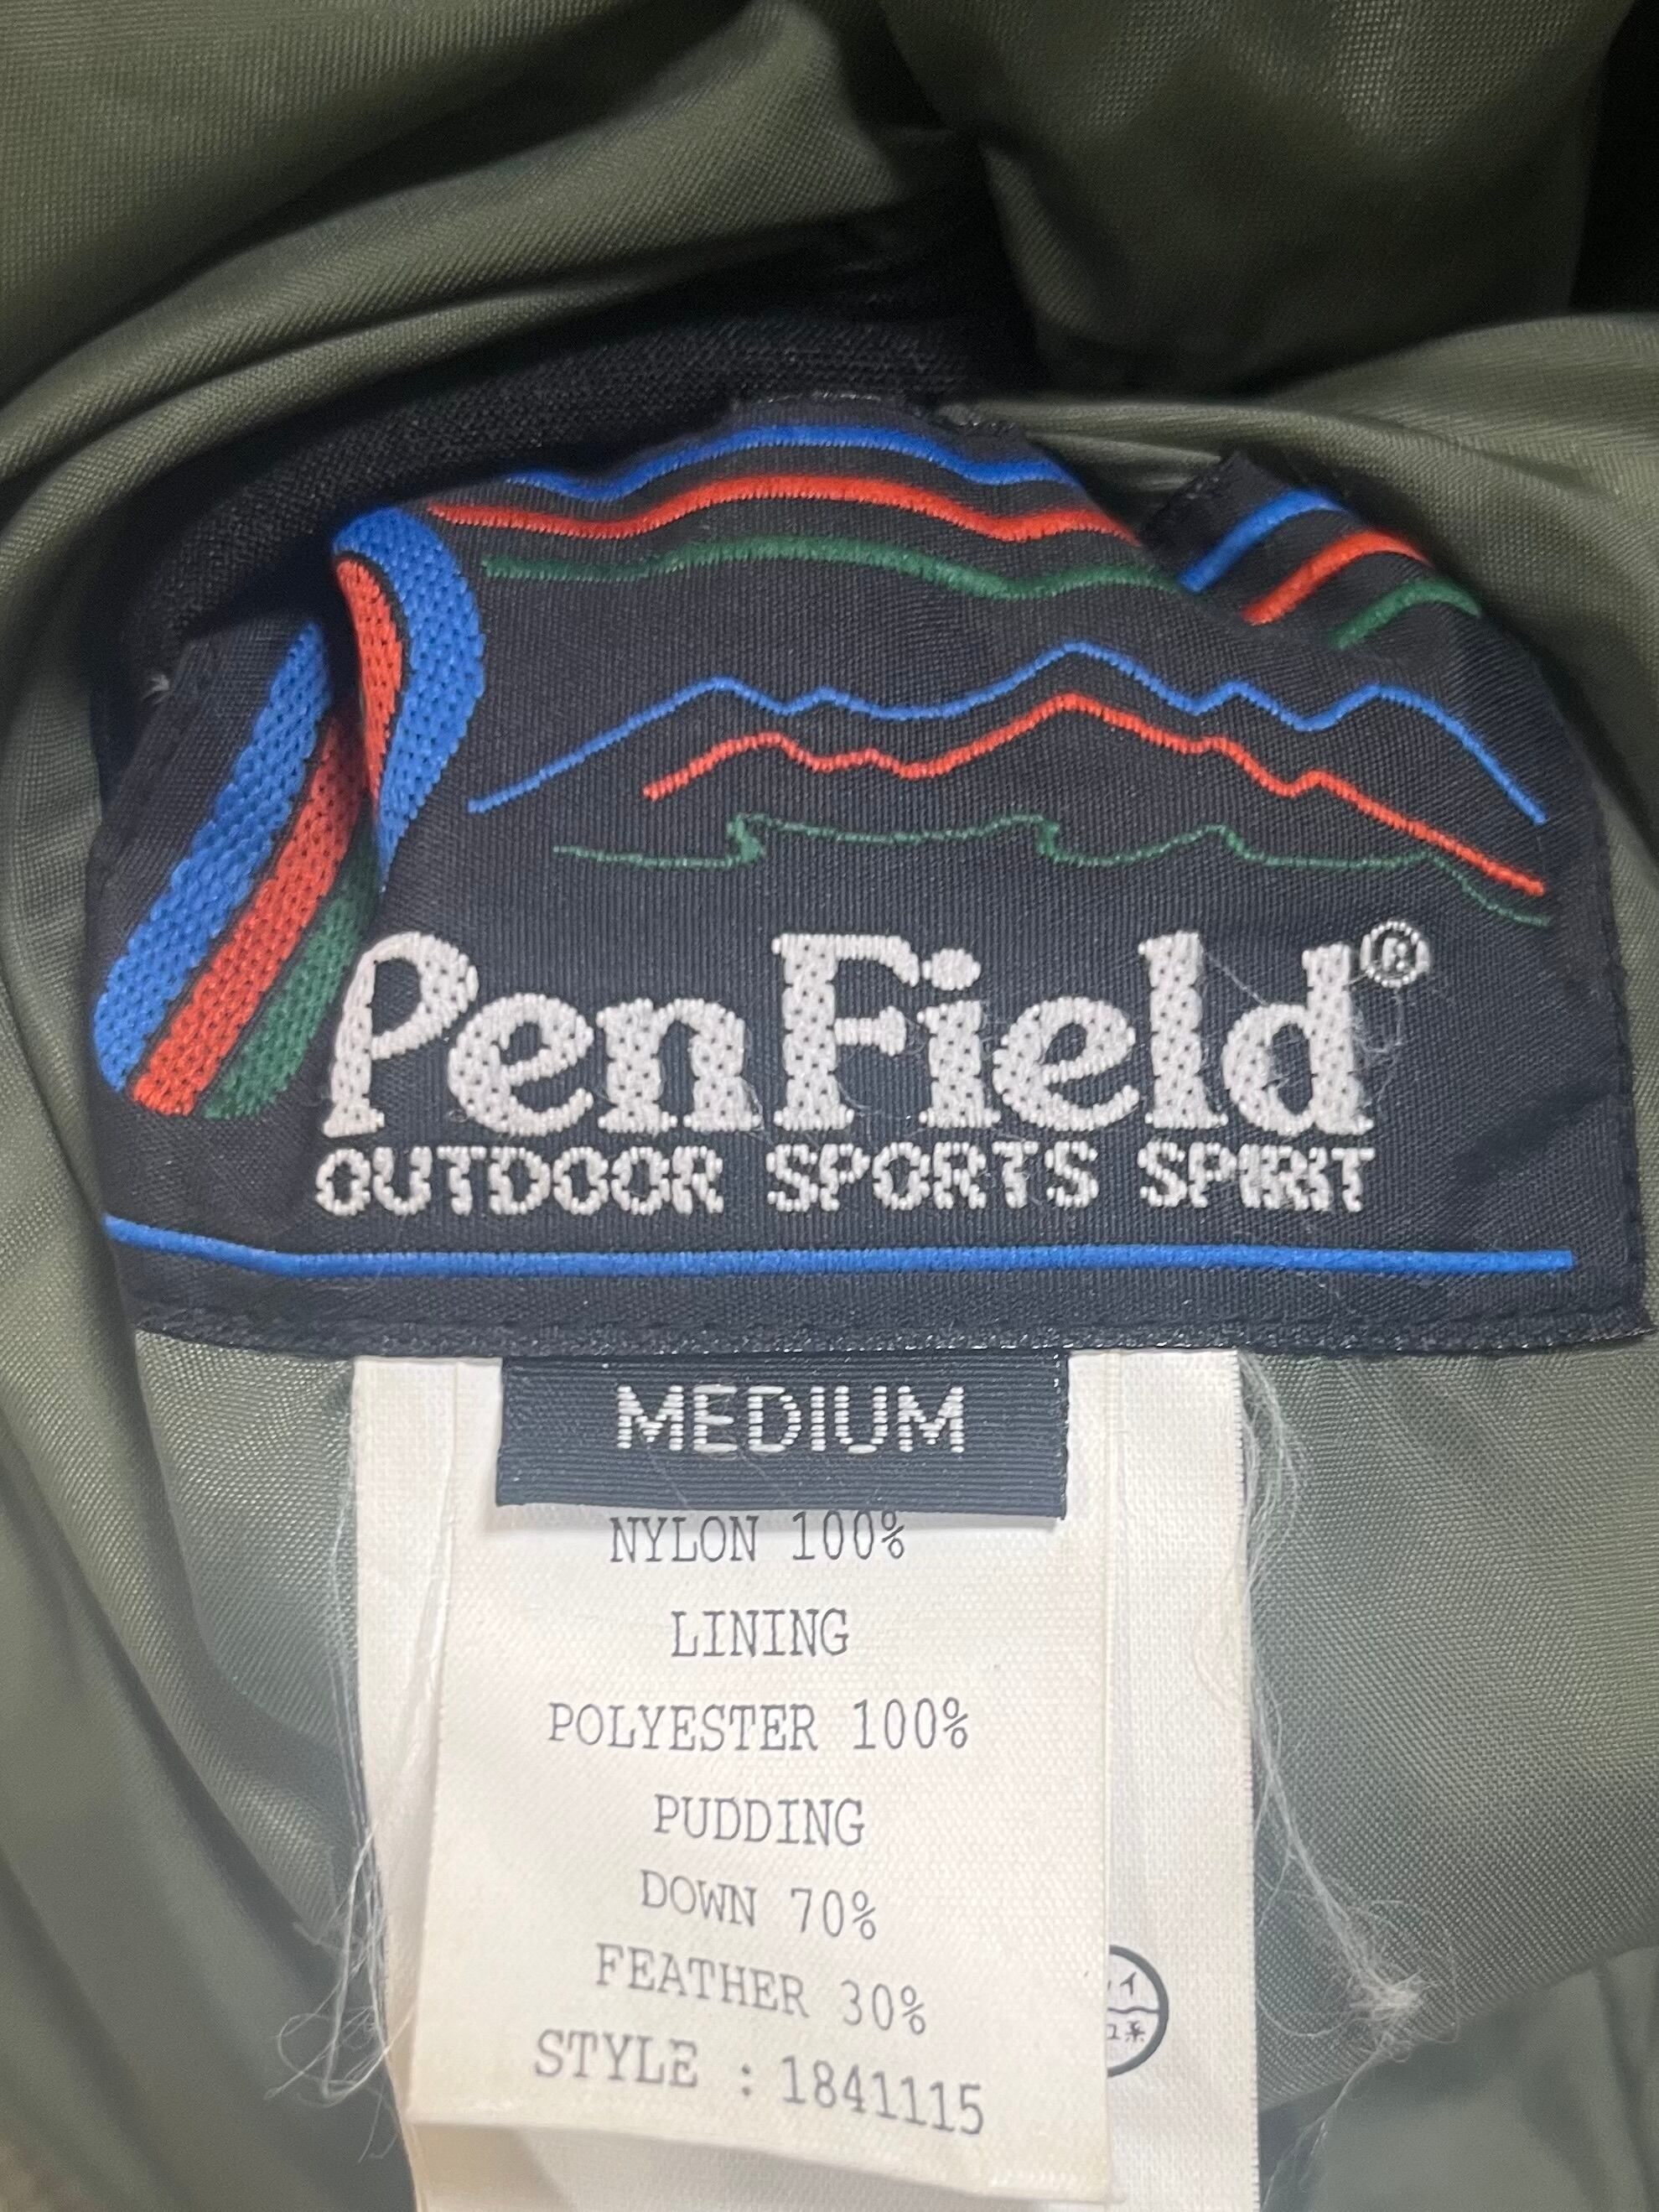 PenField®
OUTDOOR SPORTS SPIRIT
MEDIUM
NYLON 100%
LINING
POLYESTER 100%
PUDDING
DOWN 70%
FEATHER 30%
STYLE : 1841115